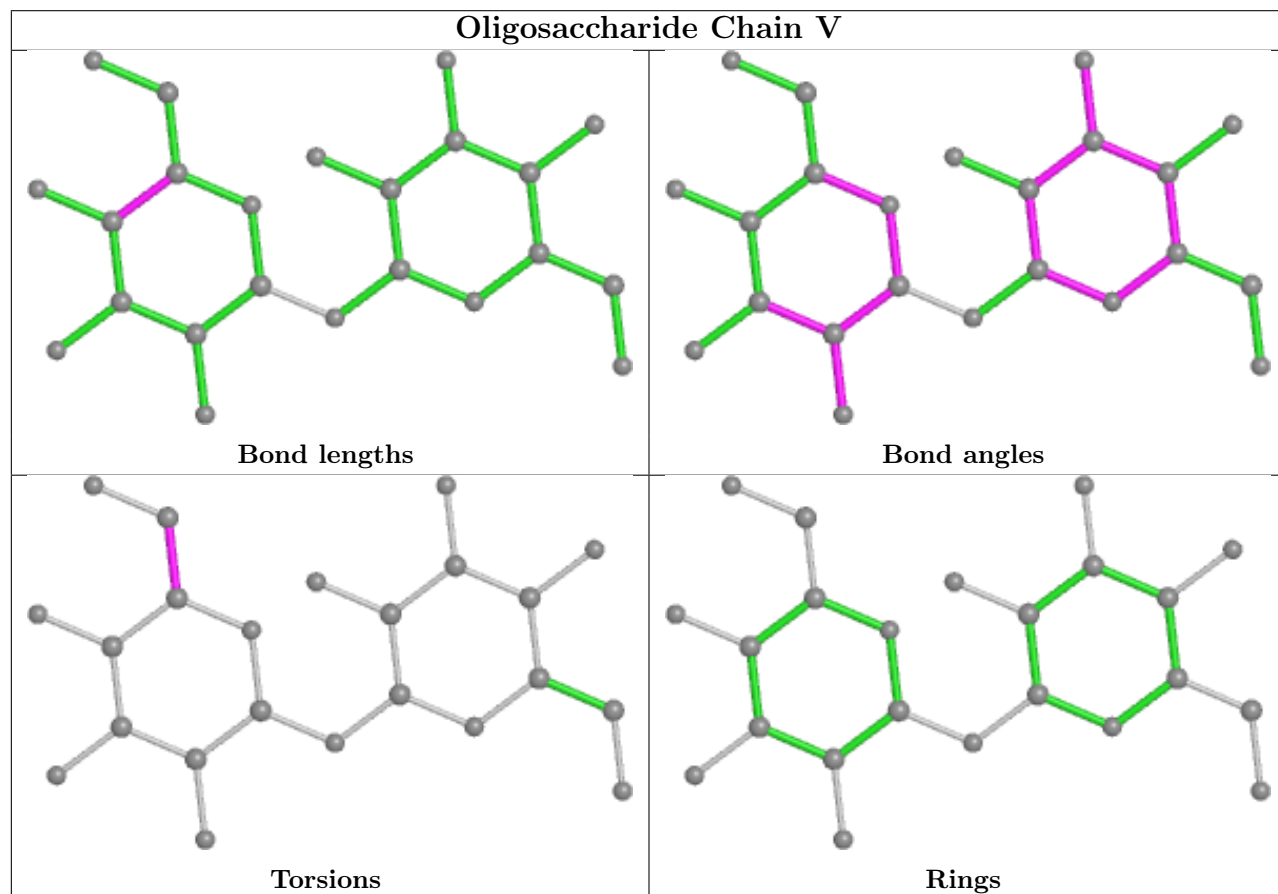 Oligosaccharide Chain V
Bond lengths
Bond angles
Torsions
Rings